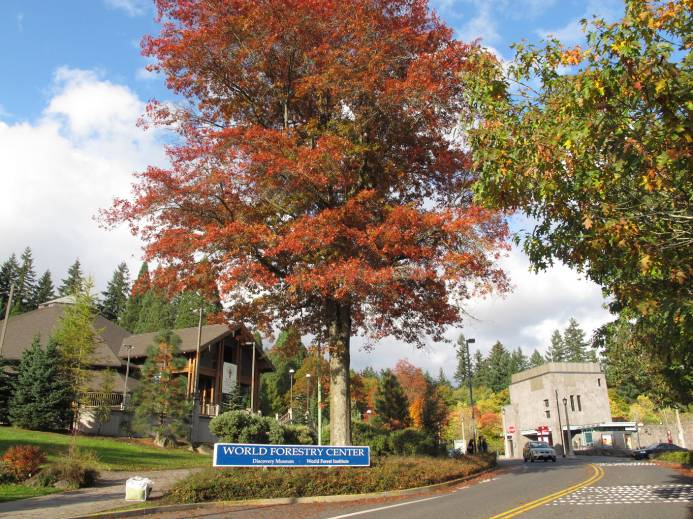 WORLD FORESTRY CENTER
Discovery Museum · World Forest Institute